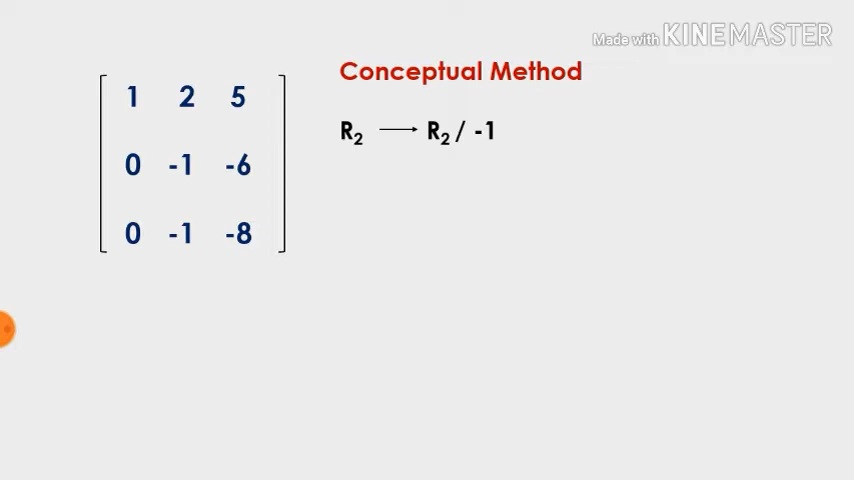 Made with KINEMASTER
Conceptual Method
R₂ ⟶ R₂ / -1
1 2 5
0 -1 -6
0 -1 -8